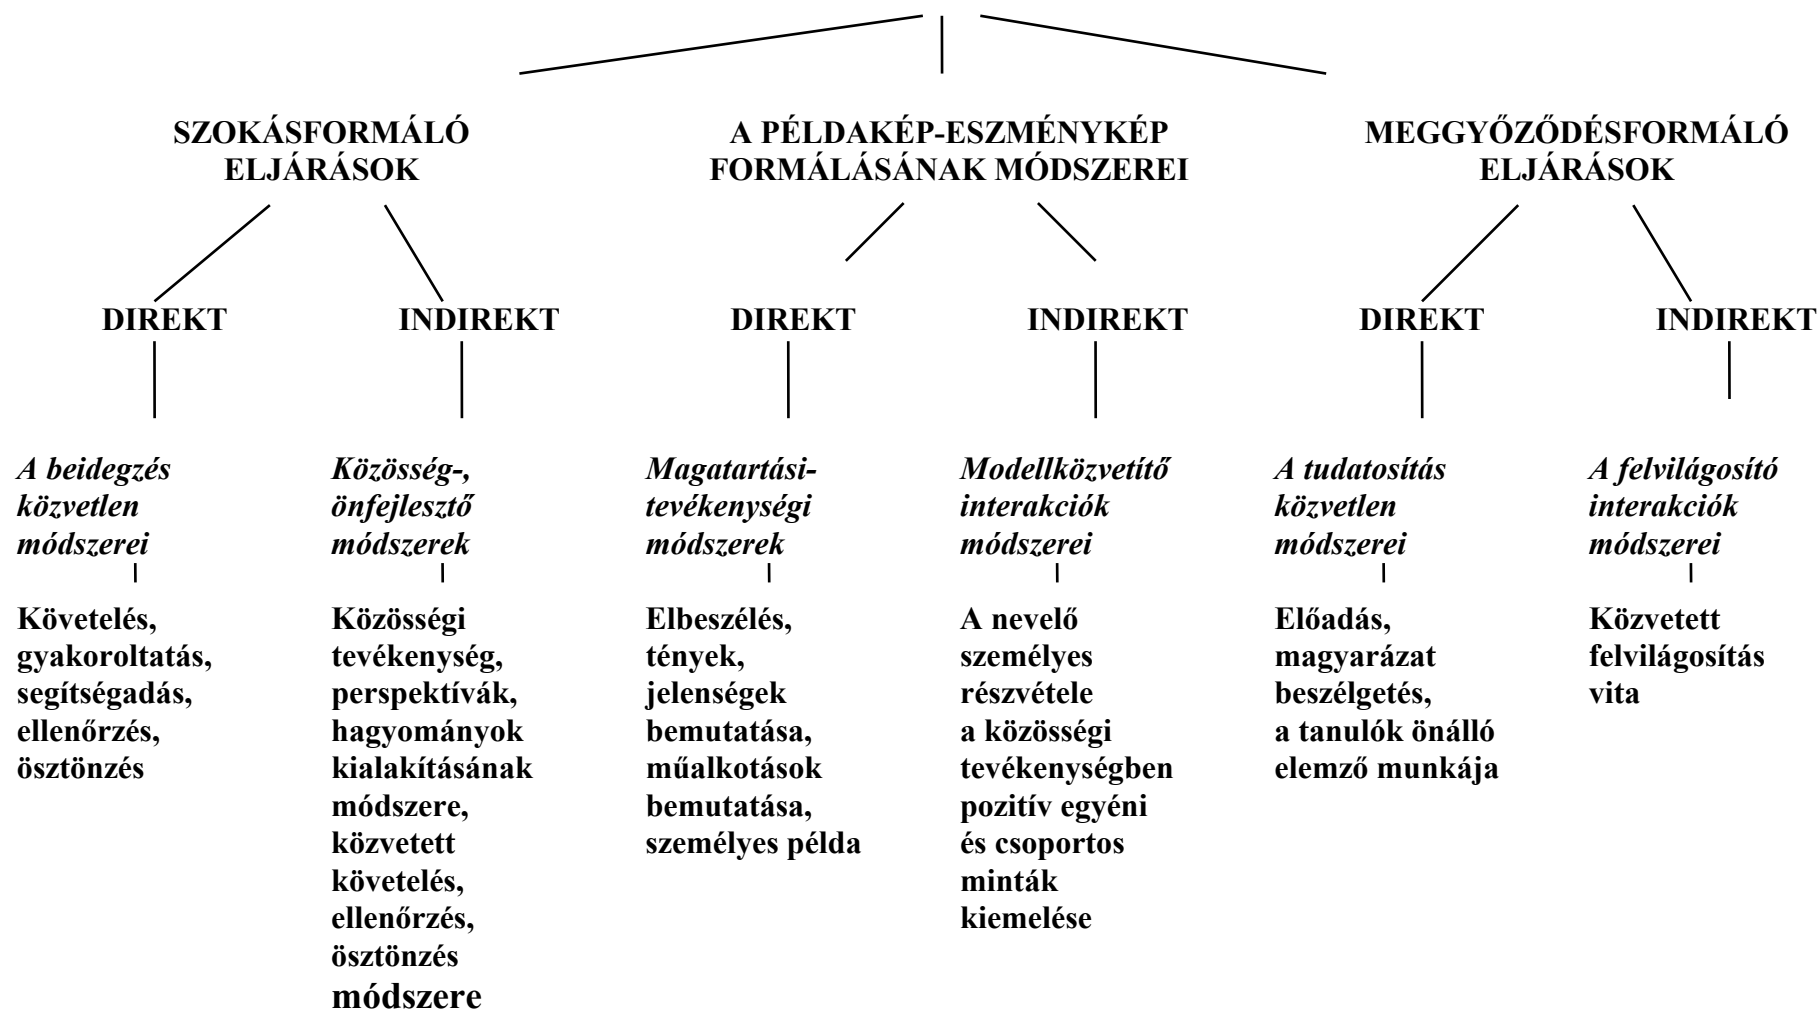 SZOKÁSFORMÁLÓ
ELJÁRÁSOK
A PÉLDAKÉP-ESZMÉNYKÉP
FORMÁLÁSÁNAK MÓDSZEREI
MEGGYŐZŐDÉSFORMÁLÓ
ELJÁRÁSOK
DIREKT
INDIREKT
DIREKT
INDIREKT
DIREKT
INDIREKT
A beidegzés
közvetlen
módszerei
Közösség-,
önfejlesztő
módszerek
Magatartási-
tevékenységi
módszerek
Modellközvetítő
interakciók
módszerei
A tudatosítás
közvetlen
módszerei
A felvilágosító
interakciók
módszerei
Követelés,
gyakoroltatás,
segítségadás,
ellenőrzés,
ösztönzés
Közösségi
tevékenység,
perspektívák,
hagyományok
kialakításának
módszere,
közvetett
követelés,
ellenőrzés,
ösztönzés
módszere
Elbeszélés,
tények,
jelenségek
bemutatása,
műalkotások
bemutatása,
személyes példa
A nevelő
személyes
részvétele
a közösségi
tevékenységben
pozitív egyéni
és csoportos
minták
kiemelése
Előadás,
magyarázat
beszélgetés,
a tanulók önálló
elemző munkája
Közvetett
felvilágosítás
vita